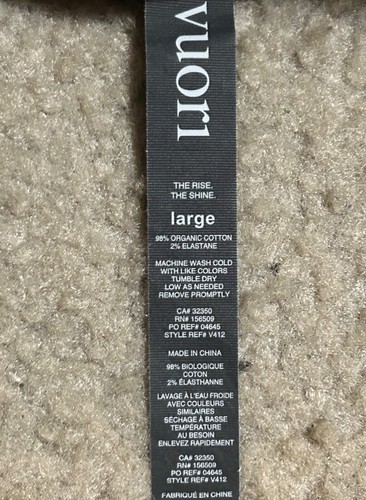 vuori
THE RISE.
THE SHINE.
large
98% ORGANIC COTTON
2% ELASTANE
MACHINE WASH COLD
WITH LIKE COLORS
TUMBLE DRY
LOW AS NEEDED
REMOVE PROMPTLY
CA# 32350
RN# 156509
PO REF# 04645
STYLE REF# V412
MADE IN CHINA
98% BIOLOGIQUE
COTON
2% ÉLASTHANNE
LAVAGE À L'EAU FROIDE
AVEC COULEURS
SIMILAIRES
SÉCHAGE À BASSE
TEMPÉRATURE
AU BESOIN
ENLEVEZ RAPIDEMENT
CA# 32350
RN# 156509
PO REF# 04645
STYLE REF# V412
FABRIQUÉ EN CHINE